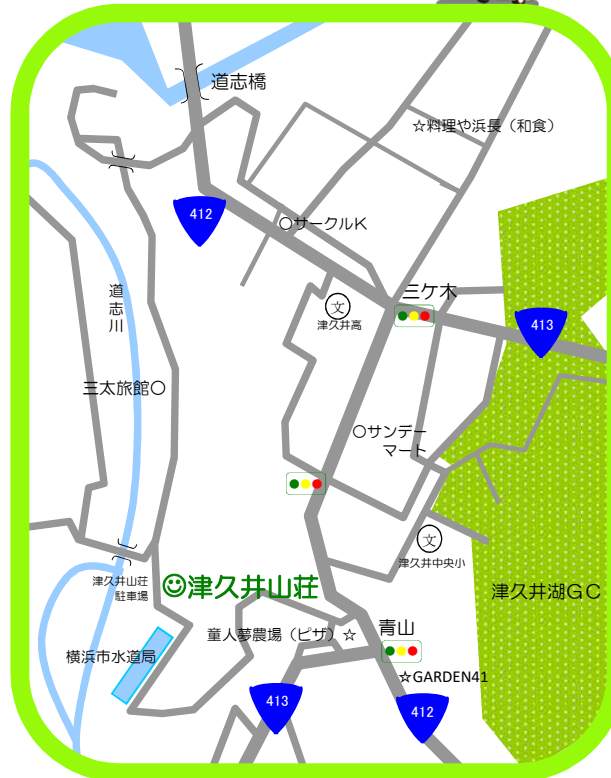 道志橋
☆料理や浜長（和食）
412
○サークルK
道
志
川
三ケ木
文
津久井高
413
三太旅館○
○サンデー
マート
文
津久井中央小
津久井山荘
駐車場
☺津久井山荘
津久井湖GC
童人夢農場（ピザ）☆
青山
横浜市水道局
☆GARDEN41
413
412